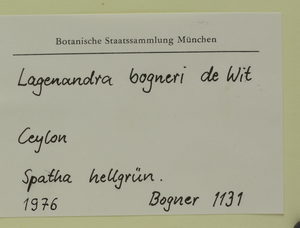 Botanische Staatssammlung München
Lagenandra bogneri de Wit
Ceylon
Spatha hellgrün.
1976 Bogner 1131